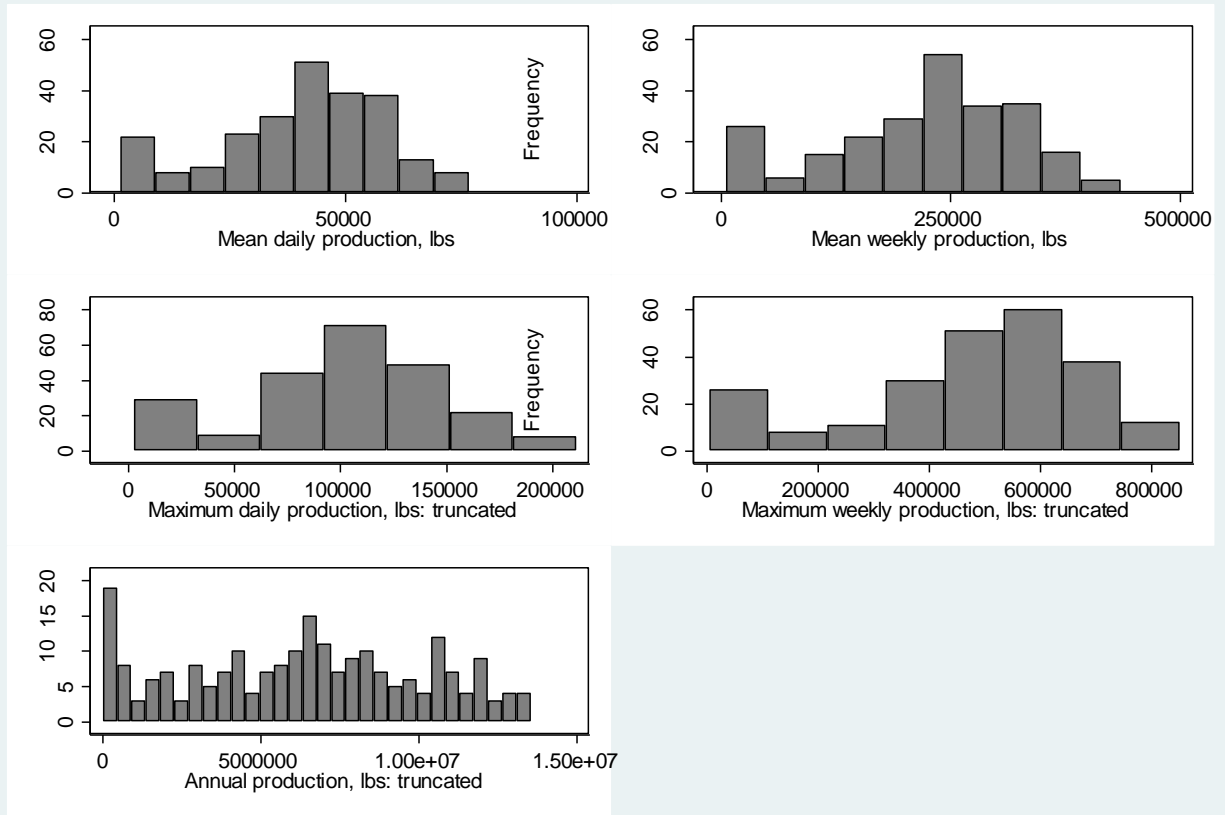 60
40
20
0
Frequency
0 50000 100000
Mean daily production, lbs
60
40
20
0
0 250000 500000
Mean weekly production, lbs
80
60
40
20
0
Frequency
0 50000 100000 150000 200000
Maximum daily production, lbs: truncated
60
40
20
0
0 200000 400000 600000 800000
Maximum weekly production, lbs: truncated
20
15
10
5
0
0 5000000 1.00e+07 1.50e+07
Annual production, lbs: truncated